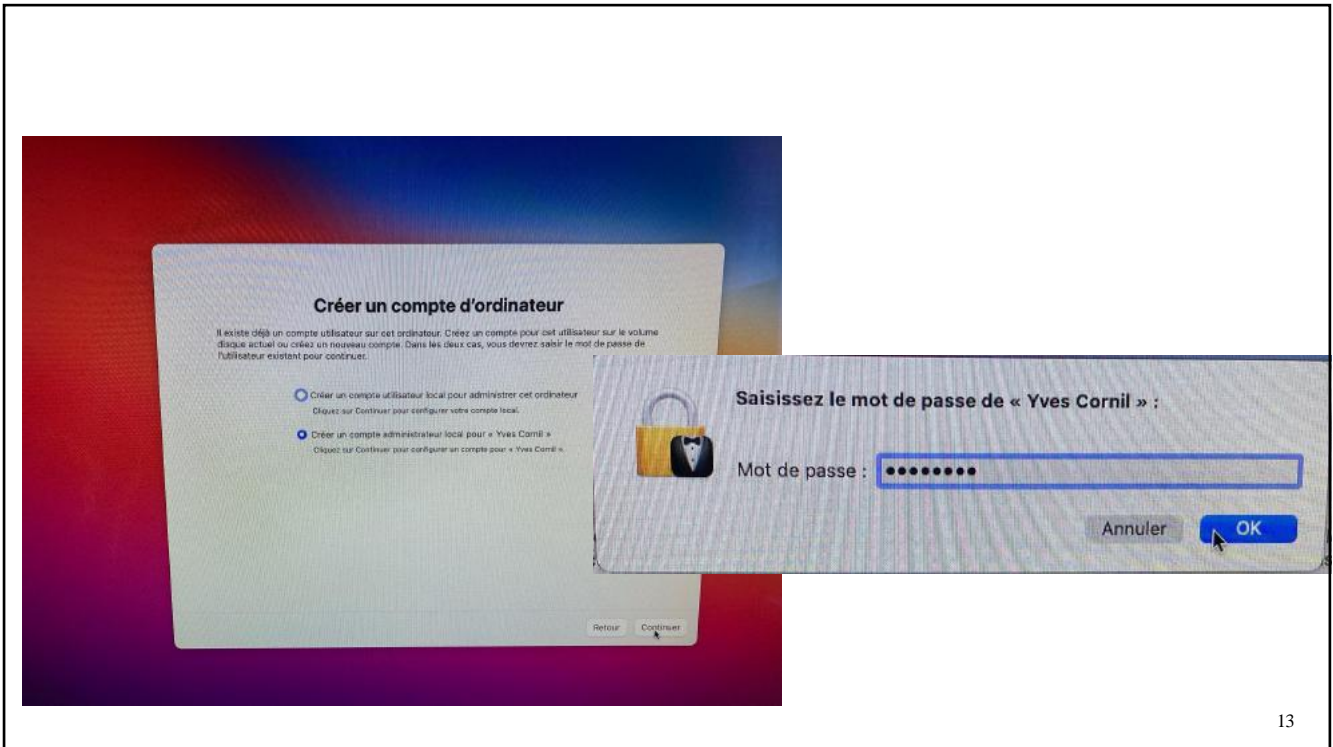 Créer un compte d'ordinateur
Il existe déjà un compte utilisateur sur cet ordinateur. Créez un compte pour cet utilisateur sur le volume
disque actuel ou créez un nouveau compte. Dans les deux cas, vous devrez saisir le mot de passe de
l'utilisateur existant pour continuer.
Créer un compte utilisateur local pour administrer cet ordinateur
Cliquez sur Continuer pour configurer votre compte local.
Créer un compte administrateur local pour « Yves Cornil »
Cliquez sur Continuer pour configurer un compte pour « Yves Cornil ».
Retour Continuer
Saisissez le mot de passe de « Yves Cornil » :
Mot de passe : ••••••••
Annuler OK
13